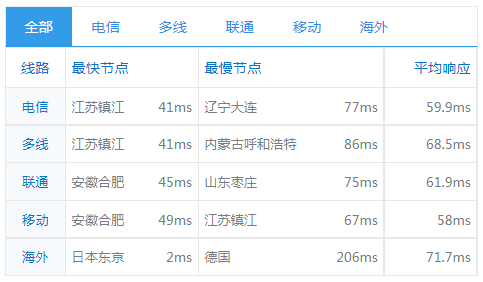 全部 电信 多线 联通 移动 海外
线路 最快节点 最慢节点 平均响应
电信 江苏镇江 41ms 辽宁大连 77ms 59.9ms
多线 江苏镇江 41ms 内蒙古呼和浩特 86ms 68.5ms
联通 安徽合肥 45ms 山东枣庄 75ms 61.9ms
移动 安徽合肥 49ms 江苏镇江 67ms 58ms
海外 日本东京 2ms 德国 206ms 71.7ms